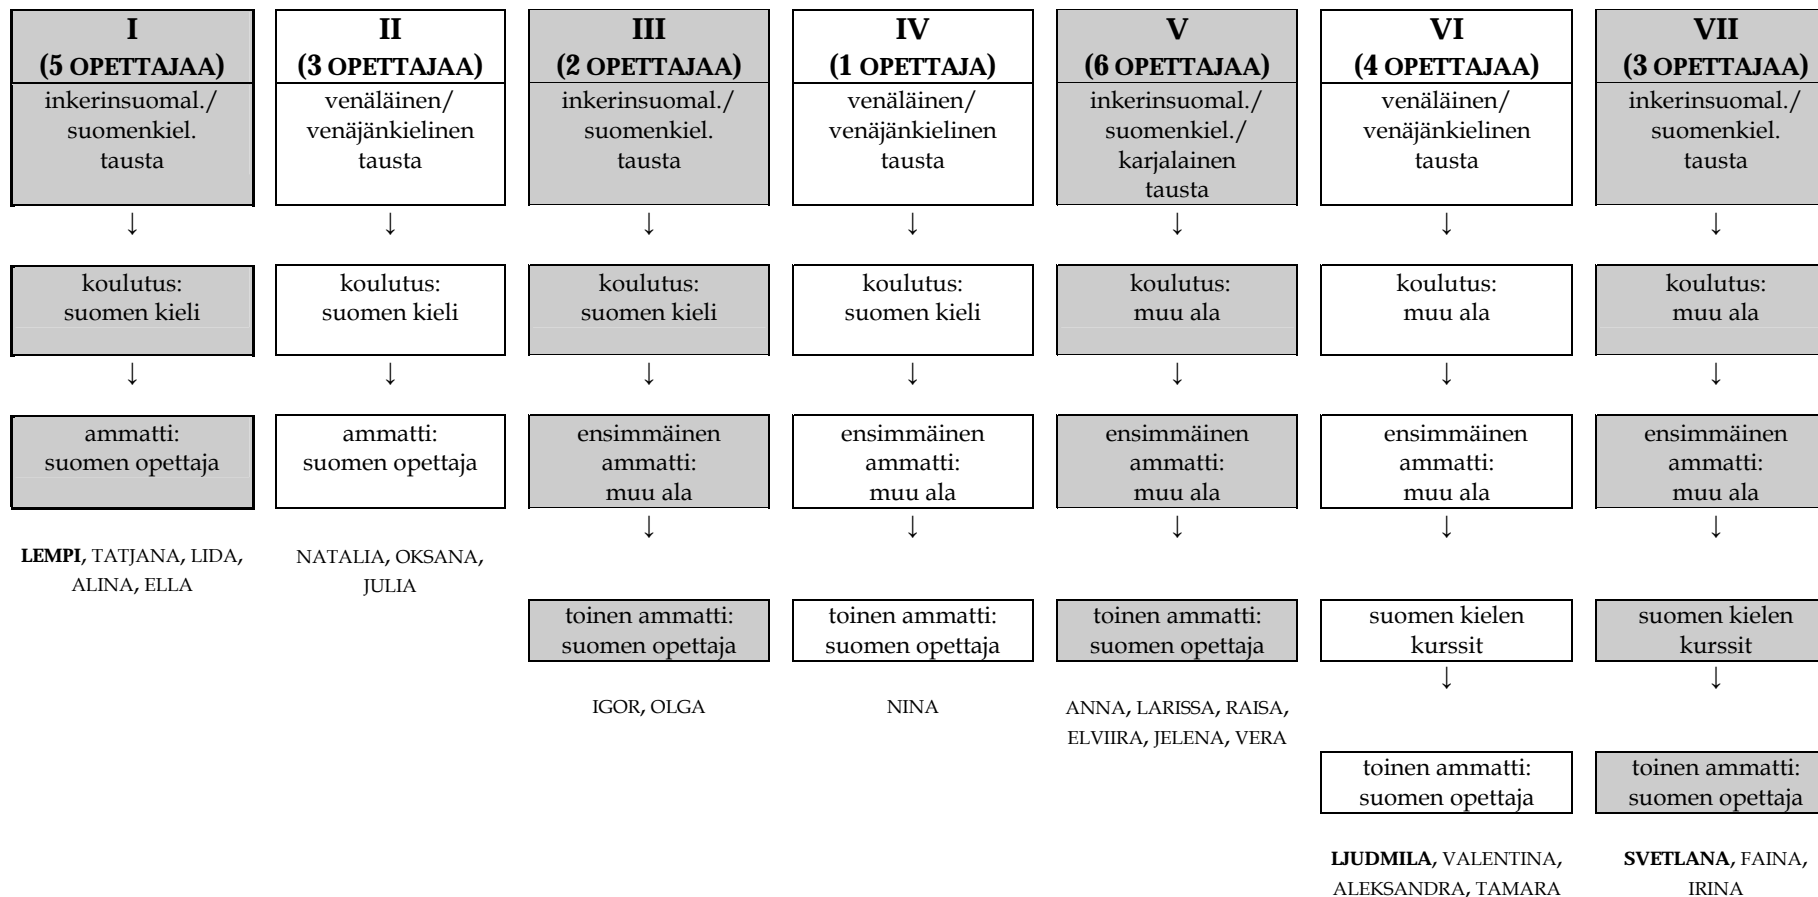 I
(5 OPETTAJAA)
inkerinsuomal./
suomenkiel.
tausta
↓
koulutus:
suomen kieli
↓
ammatti:
suomen opettaja
LEMPI, TATJANA, LIDA,
ALINA, ELLA
II
(3 OPETTAJAA)
venäläinen/
venäjänkielinen
tausta
↓
koulutus:
suomen kieli
↓
ammatti:
suomen opettaja
NATALIA, OKSANA,
JULIA
III
(2 OPETTAJAA)
inkerinsuomal./
suomenkiel.
tausta
↓
koulutus:
suomen kieli
↓
ensimmäinen
ammatti:
muu ala
↓
toinen ammatti:
suomen opettaja
IGOR, OLGA
IV
(1 OPETTAJA)
venäläinen/
venäjänkielinen
tausta
↓
koulutus:
suomen kieli
↓
ensimmäinen
ammatti:
muu ala
↓
toinen ammatti:
suomen opettaja
NINA
V
(6 OPETTAJAA)
inkerinsuomal./
suomenkiel./
karjalainen
tausta
↓
koulutus:
muu ala
↓
ensimmäinen
ammatti:
muu ala
↓
toinen ammatti:
suomen opettaja
ANNA, LARISSA, RAISA,
ELVIIRA, JELENA, VERA
VI
(4 OPETTAJAA)
venäläinen/
venäjänkielinen
tausta
↓
koulutus:
muu ala
↓
ensimmäinen
ammatti:
muu ala
↓
suomen kielen
kurssit
↓
toinen ammatti:
suomen opettaja
LJUDMILA, VALENTINA,
ALEKSANDRA, TAMARA
VII
(3 OPETTAJAA)
inkerinsuomal./
suomenkiel.
tausta
↓
koulutus:
muu ala
↓
ensimmäinen
ammatti:
muu ala
↓
suomen kielen
kurssit
↓
toinen ammatti:
suomen opettaja
SVETLANA, FAINA,
IRINA